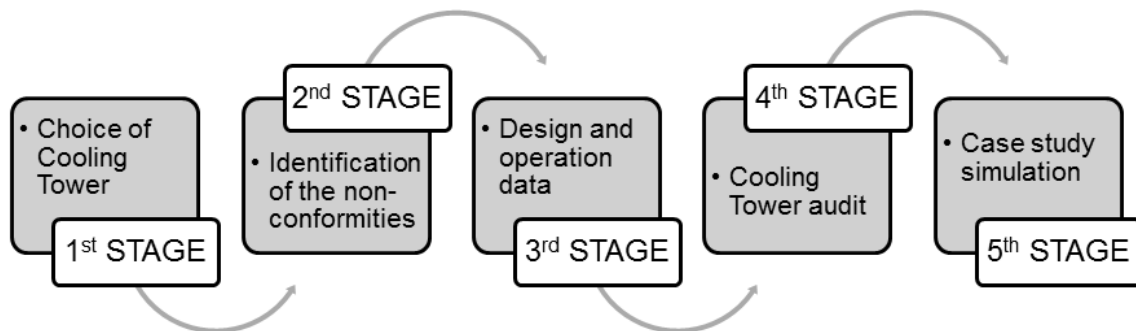 • Choice of
Cooling
Tower
1st STAGE
2nd STAGE
• Identification
of the non-
conformities
• Design and
operation
data
3rd STAGE
4th STAGE
• Cooling
Tower audit
• Case study
simulation
5th STAGE